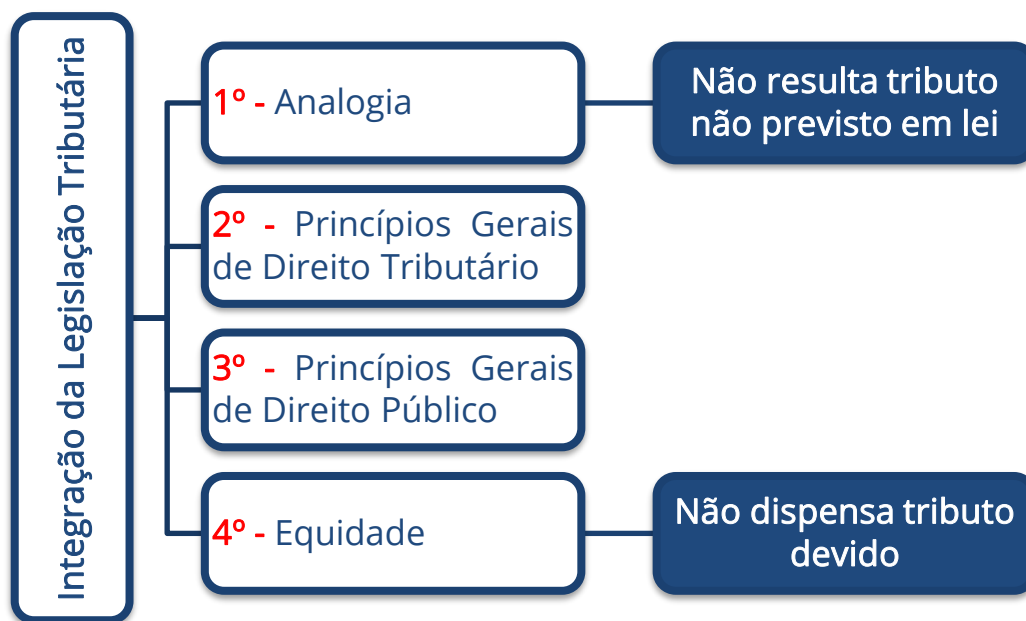 Integração da Legislação Tributária
1º - Analogia
Não resulta tributo
não previsto em lei
2º - Princípios Gerais
de Direito Tributário
3º - Princípios Gerais
de Direito Público
4º - Equidade
Não dispensa tributo
devido